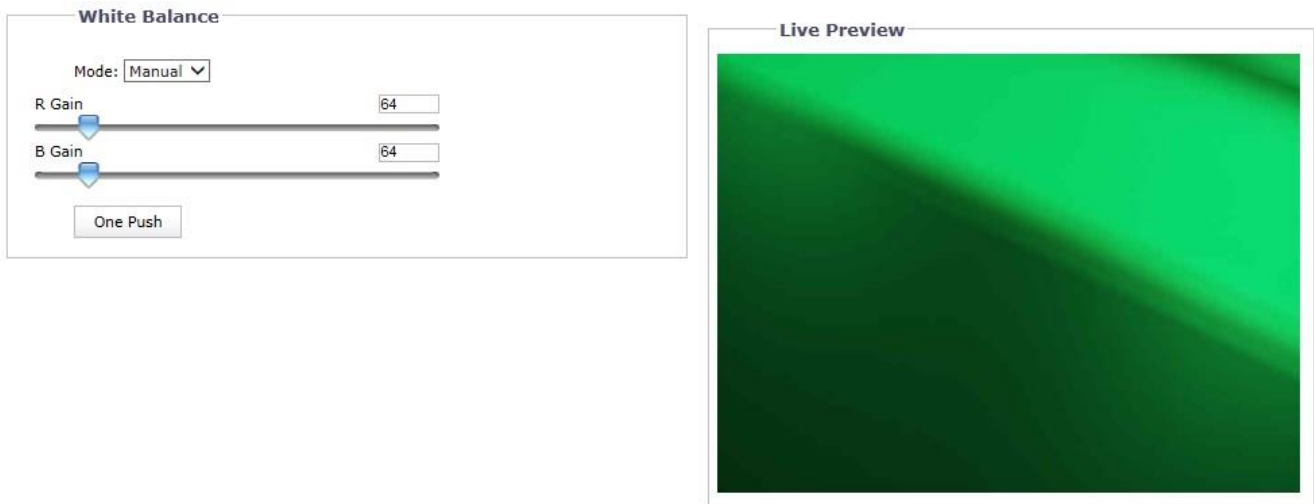 White Balance
Mode: Manual
R Gain 64
B Gain 64
One Push
Live Preview